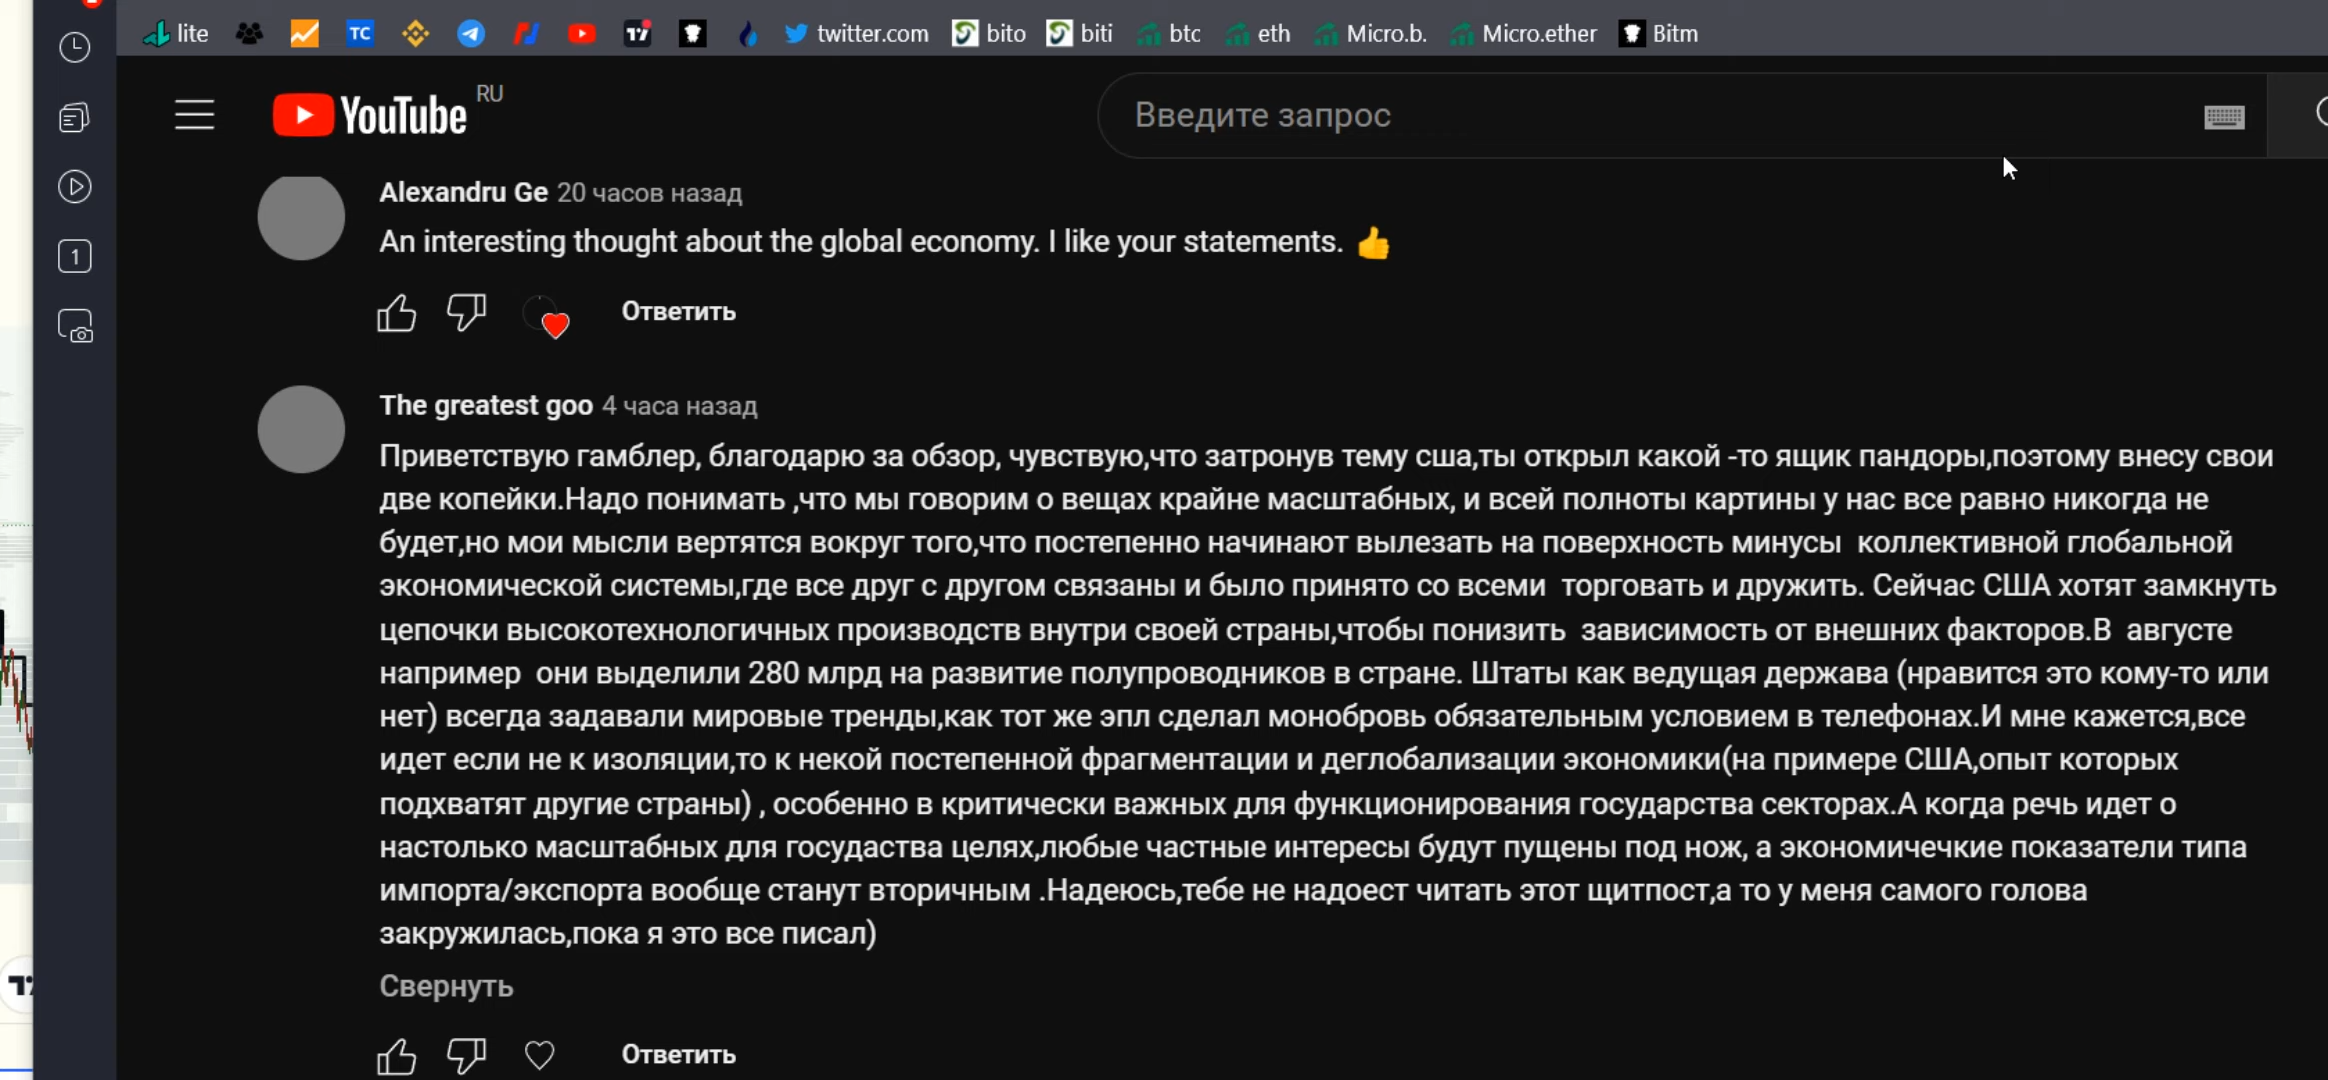 lite TC twitter.com bito biti btc eth Micro.b. Micro.ether Bitm
YouTube RU
Введите запрос
1
Alexandru Ge 20 часов назад
An interesting thought about the global economy. I like your statements. 👍
Ответить
The greatest goo 4 часа назад
Приветствую гамблер, благодарю за обзор, чувствую,что затронув тему сша,ты открыл какой -то ящик пандоры,поэтому внесу свои
две копейки.Надо понимать ,что мы говорим о вещах крайне масштабных, и всей полноты картины у нас все равно никогда не
будет,но мои мысли вертятся вокруг того,что постепенно начинают вылезать на поверхность минусы  коллективной глобальной
экономической системы,где все друг с другом связаны и было принято со всеми  торговать и дружить. Сейчас США хотят замкнуть
цепочки высокотехнологичных производств внутри своей страны,чтобы понизить  зависимость от внешних факторов.В  августе
например  они выделили 280 млрд на развитие полупроводников в стране. Штаты как ведущая держава (нравится это кому-то или
нет) всегда задавали мировые тренды,как тот же эпл сделал монобровь обязательным условием в телефонах.И мне кажется,все
идет если не к изоляции,то к некой постепенной фрагментации и деглобализации экономики(на примере США,опыт которых
подхватят другие страны) , особенно в критически важных для функционирования государства секторах.А когда речь идет о
настолько масштабных для госудаства целях,любые частные интересы будут пущены под нож, а экономичечкие показатели типа
импорта/экспорта вообще станут вторичным .Надеюсь,тебе не надоест читать этот щитпост,а то у меня самого голова
закружилась,пока я это все писал)
Свернуть
Ответить